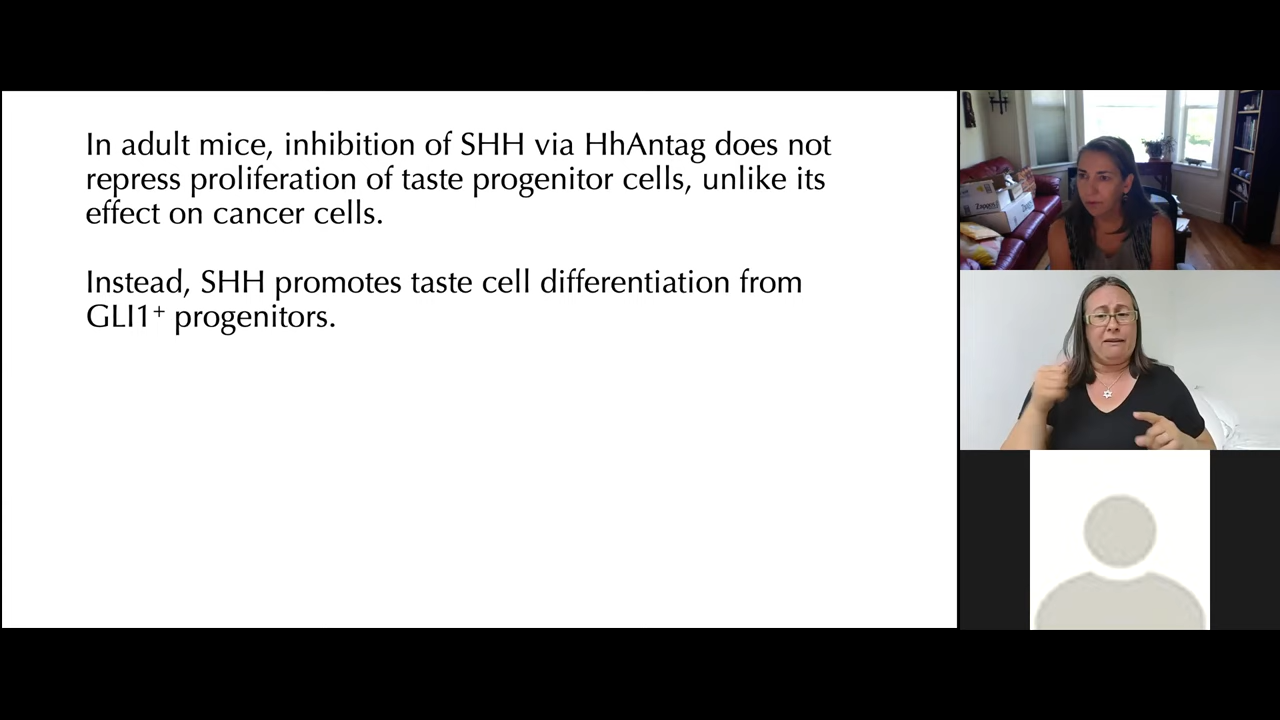 In adult mice, inhibition of SHH via HhAntag does not
repress proliferation of taste progenitor cells, unlike its
effect on cancer cells.
Instead, SHH promotes taste cell differentiation from
GLI1⁺ progenitors.